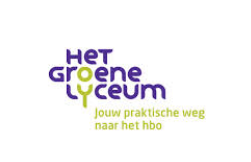 HeT
GROeNe
LYCeUM
Jouw praktische weg
naar het hbo